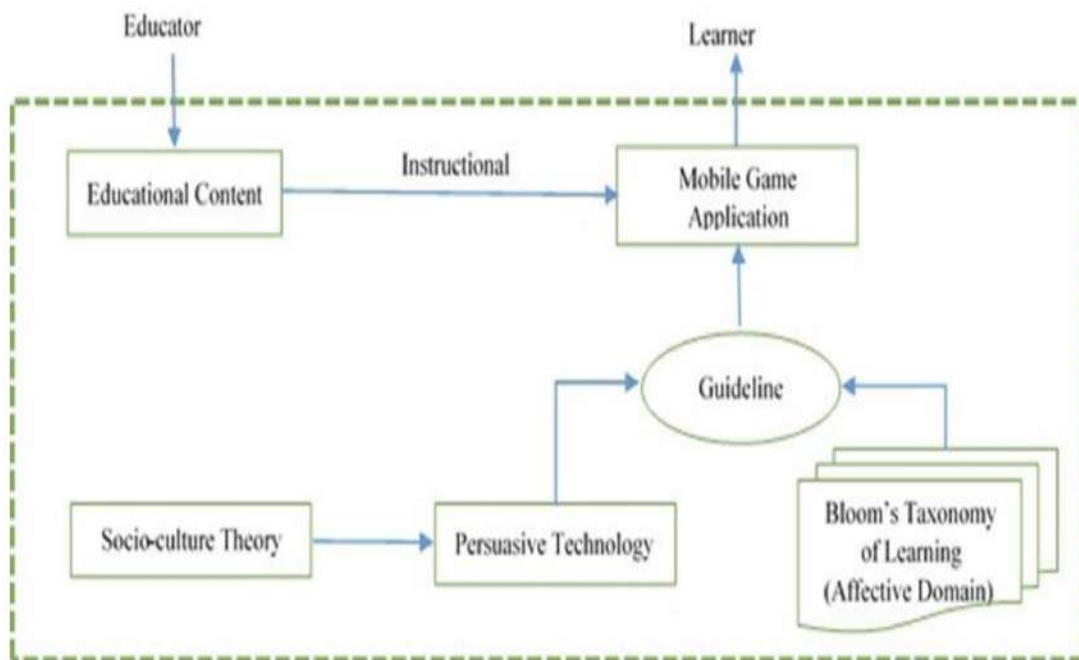 Educator
Learner
Educational Content
Instructional
Mobile Game
Application
Guideline
Socio-culture Theory
Persuasive Technology
Bloom's Taxonomy
of Learning
(Affective Domain)